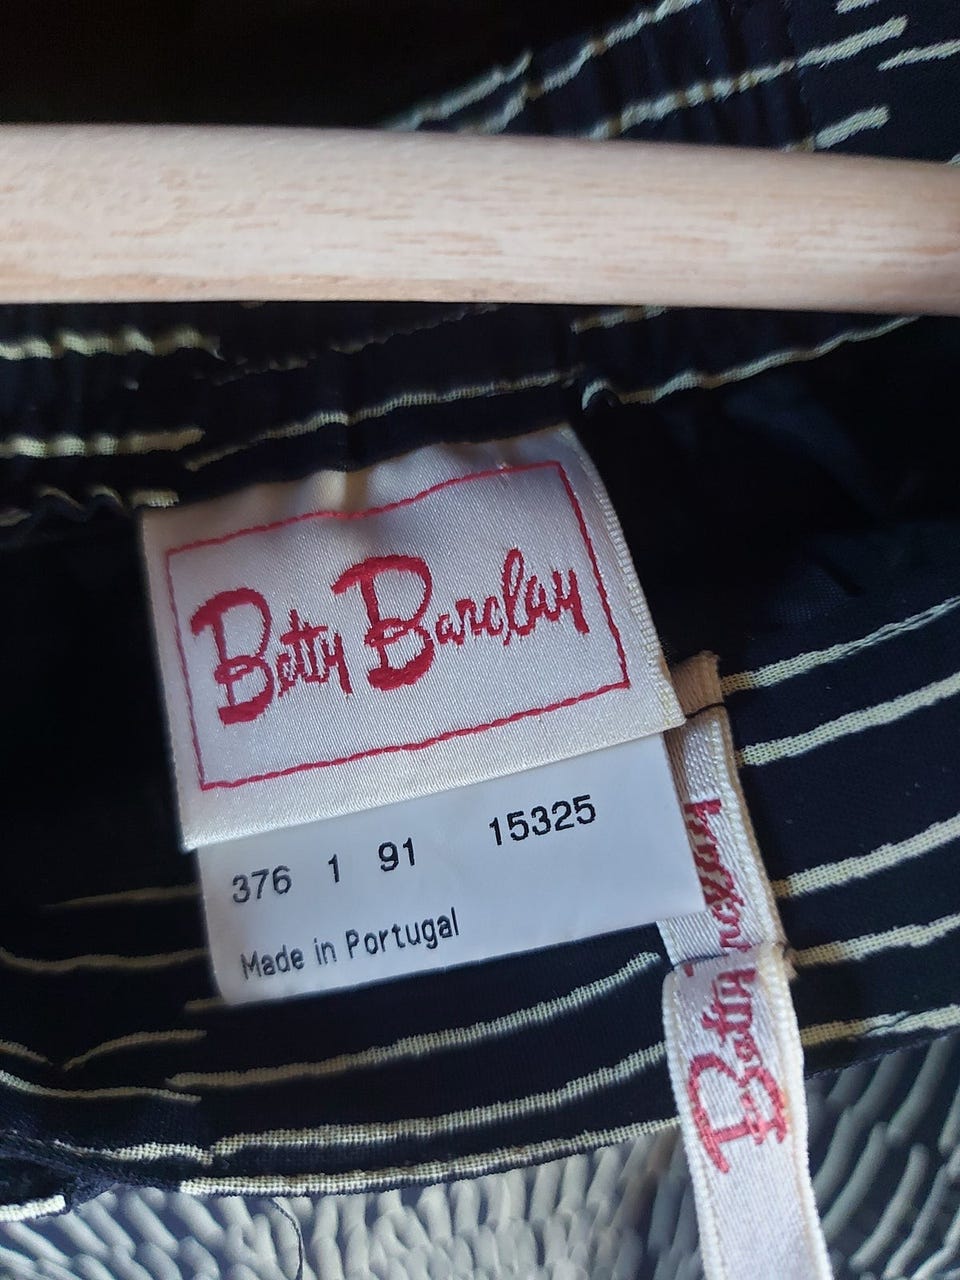 Betty Barclay
376 1 91 15325
Made in Portugal
Betty Barclay